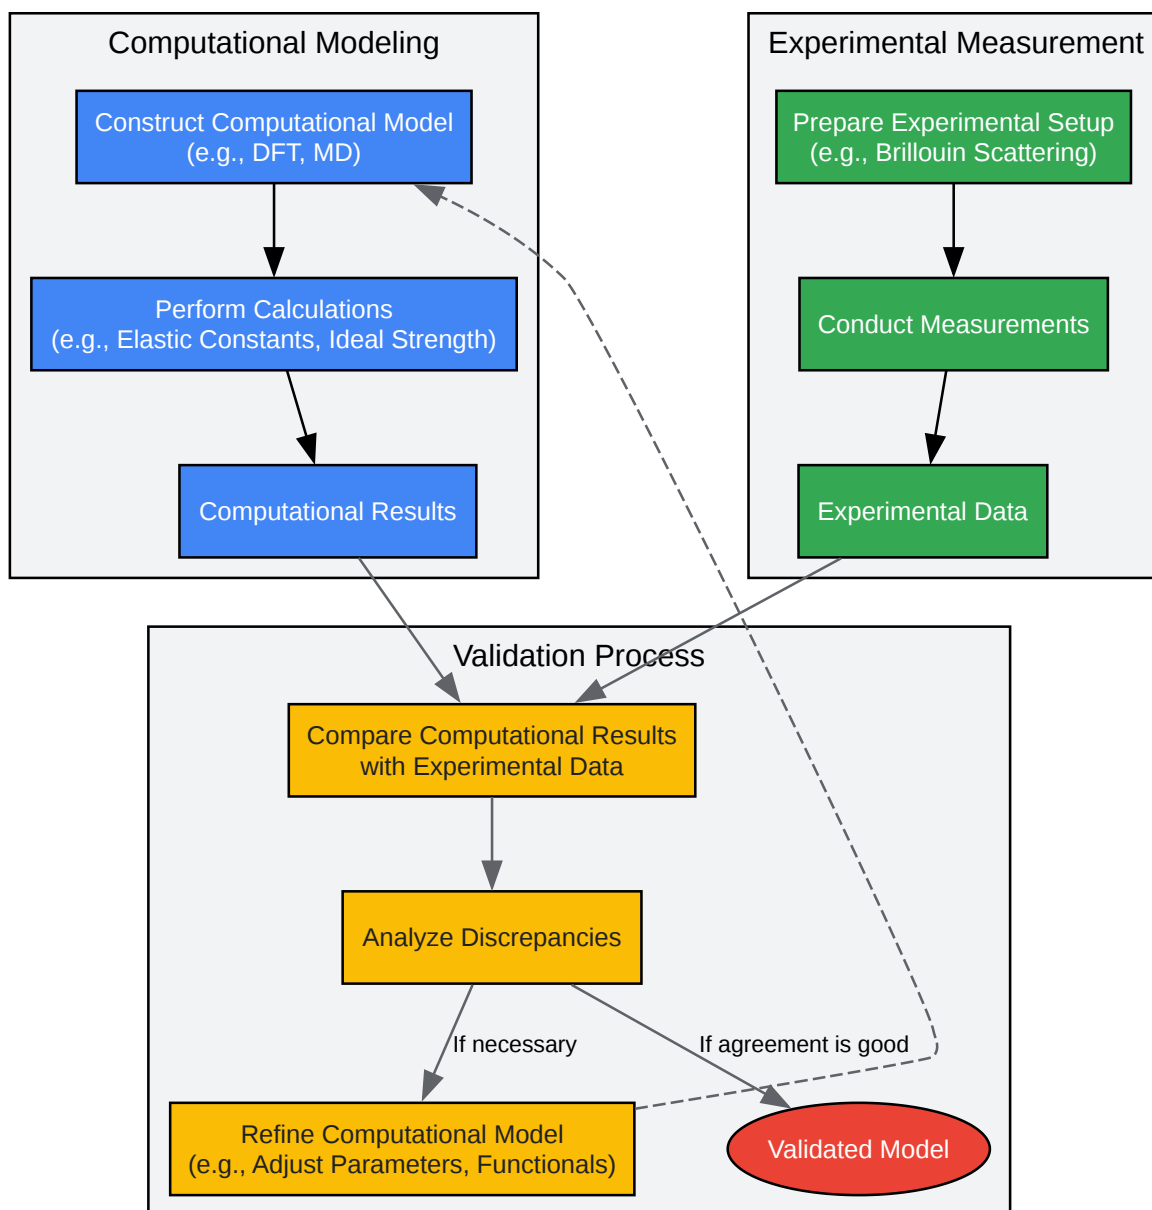 Computational Modeling
Construct Computational Model
(e.g., DFT, MD)
Perform Calculations
(e.g., Elastic Constants, Ideal Strength)
Computational Results
Experimental Measurement
Prepare Experimental Setup
(e.g., Brillouin Scattering)
Conduct Measurements
Experimental Data
Validation Process
Compare Computational Results
with Experimental Data
Analyze Discrepancies
If necessary
If agreement is good
Refine Computational Model
(e.g., Adjust Parameters, Functionals)
Validated Model